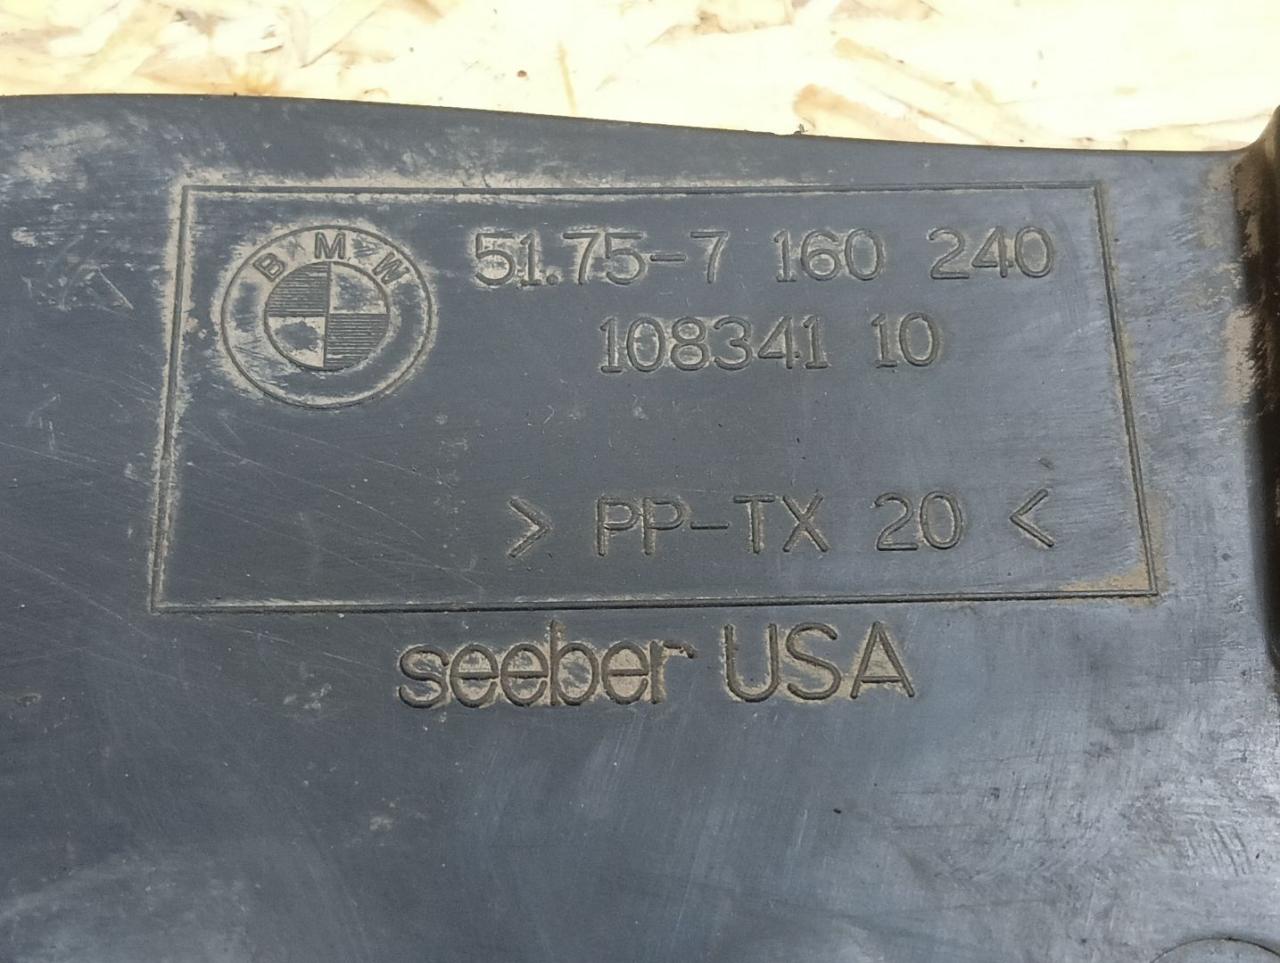 BMW 51.75-7 160 240
108341 10
> PP-TX 20 <
seeber USA